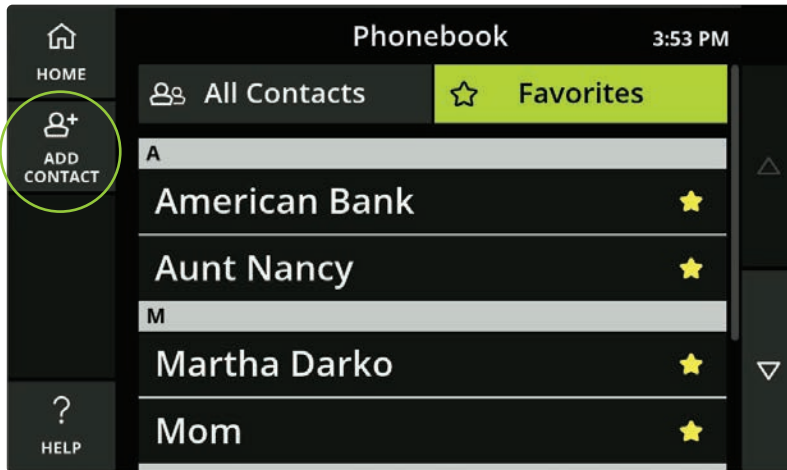 Phonebook
3:53 PM
HOME
ADD
CONTACT
HELP
All Contacts
Favorites
A
American Bank
Aunt Nancy
M
Martha Darko
Mom